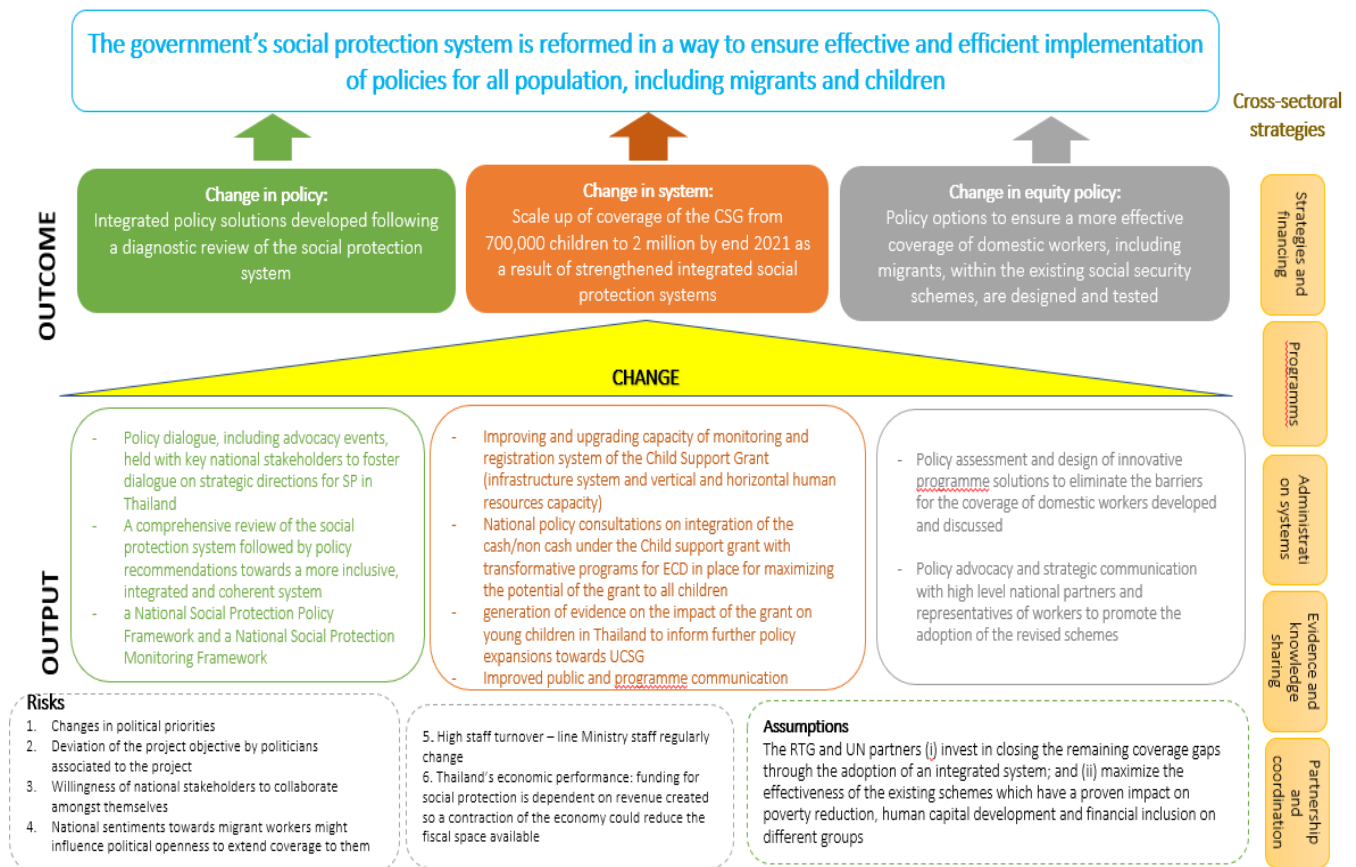 The government's social protection system is reformed in a way to ensure effective and efficient implementation
of policies for all population, including migrants and children
Cross-sectoral
strategies
OUTCOME
Change in policy:
Integrated policy solutions developed following
a diagnostic review of the social protection
system
Change in system:
Scale up of coverage of the CSG from
700,000 children to 2 million by end 2021 as
a result of strengthened integrated social
protection systems
Change in equity policy:
Policy options to ensure a more effective
coverage of domestic workers, including
migrants, within the existing social security
schemes, are designed and tested
Strategies and
financing
CHANGE
Programms
OUTPUT
- Policy dialogue, including advocacy events,
held with key national stakeholders to foster
dialogue on strategic directions for SP in
Thailand
- A comprehensive review of the social
protection system followed by policy
recommendations towards a more inclusive,
integrated and coherent system
- a National Social Protection Policy
Framework and a National Social Protection
Monitoring Framework
- Improving and upgrading capacity of monitoring and
registration system of the Child Support Grant
(infrastructure system and vertical and horizontal human
resources capacity)
- National policy consultations on integration of the
cash/non cash under the Child support grant with
transformative programs for ECD in place for maximizing
the potential of the grant to all children
- generation of evidence on the impact of the grant on
young children in Thailand to inform further policy
expansions towards UCSG
- Improved public and programme communication
- Policy assessment and design of innovative
programme solutions to eliminate the barriers
for the coverage of domestic workers developed
and discussed
- Policy advocacy and strategic communication
with high level national partners and
representatives of workers to promote the
adoption of the revised schemes
Administrati
on systems
Evidence and
knowledge
sharing
Risks
1. Changes in political priorities
2. Deviation of the project objective by politicians
associated to the project
3. Willingness of national stakeholders to collaborate
amongst themselves
4. National sentiments towards migrant workers might
influence political openness to extend coverage to them
5. High staff turnover – line Ministry staff regularly
change
6. Thailand's economic performance: funding for
social protection is dependent on revenue created
so a contraction of the economy could reduce the
fiscal space available
Assumptions
The RTG and UN partners (i) invest in closing the remaining coverage gaps
through the adoption of an integrated system; and (ii) maximize the
effectiveness of the existing schemes which have a proven impact on
poverty reduction, human capital development and financial inclusion on
different groups
Partnership
and
coordination